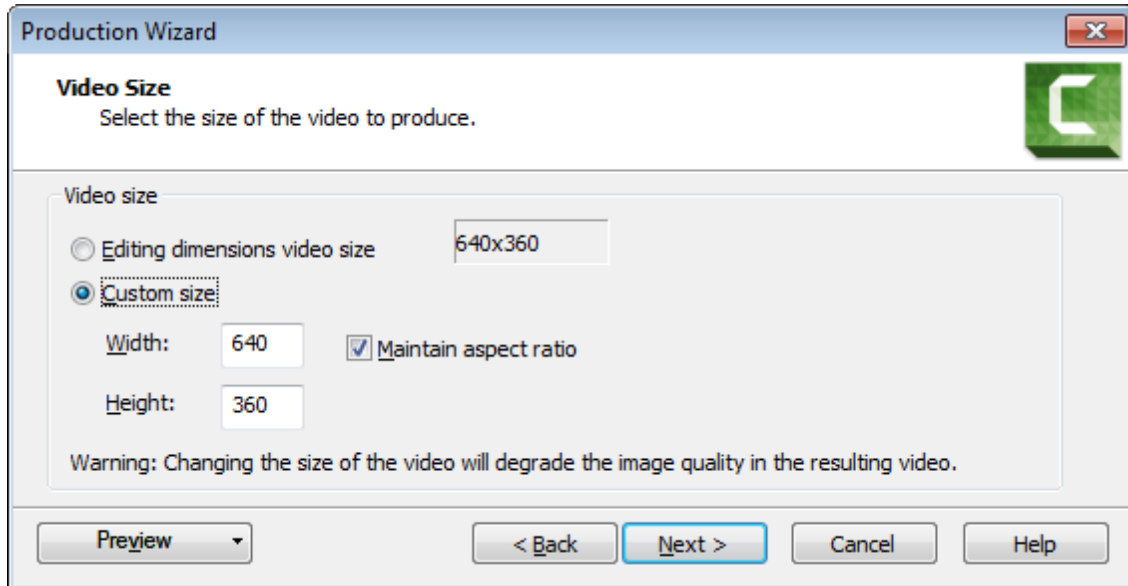 Production Wizard
Video Size
Select the size of the video to produce.
Video size
Editing dimensions video size 640x360
Custom size
Width: 640 Maintain aspect ratio
Height: 360
Warning: Changing the size of the video will degrade the image quality in the resulting video.
Preview < Back Next > Cancel Help